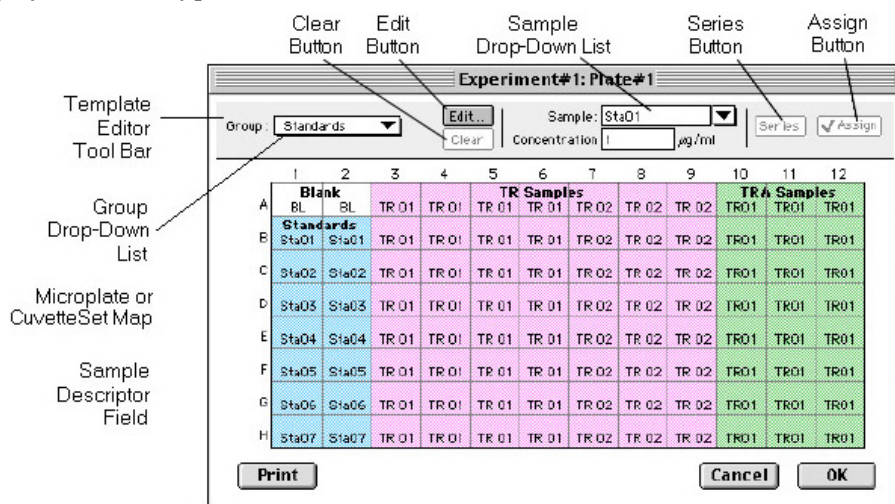 Clear Button
Edit Button
Sample Drop-Down List
Series Button
Assign Button
Experiment#1: Plate#1
Template Editor Tool Bar
Group: Standards
Edit..
Clear
Sample: Sta01
Concentration 1 µg/ml
Series
Assign
1 2 3 4 5 6 7 8 9 10 11 12
Blank TR Samples TRA Samples
A BL BL TR 01 TR 01 TR 01 TR 01 TR 02 TR 02 TR 02 TR01 TR01 TR01
Group Drop-Down List
Standards
B Sta01 Sta01 TR 01 TR 01 TR 01 TR 01 TR 02 TR 02 TR 02 TR01 TR01 TR01
C Sta02 Sta02 TR 01 TR 01 TR 01 TR 01 TR 02 TR 02 TR 02 TR01 TR01 TR01
Microplate or CuvetteSet Map
D Sta03 Sta03 TR 01 TR 01 TR 01 TR 01 TR 02 TR 02 TR 02 TR01 TR01 TR01
E Sta04 Sta04 TR 01 TR 01 TR 01 TR 01 TR 02 TR 02 TR 02 TR01 TR01 TR01
Sample Descriptor Field
F Sta05 Sta05 TR 01 TR 01 TR 01 TR 01 TR 02 TR 02 TR 02 TR01 TR01 TR01
G Sta06 Sta06 TR 01 TR 01 TR 01 TR 01 TR 02 TR 02 TR 02 TR01 TR01 TR01
H Sta07 Sta07 TR 01 TR 01 TR 01 TR 01 TR 02 TR 02 TR 02 TR01 TR01 TR01
Print
Cancel
OK